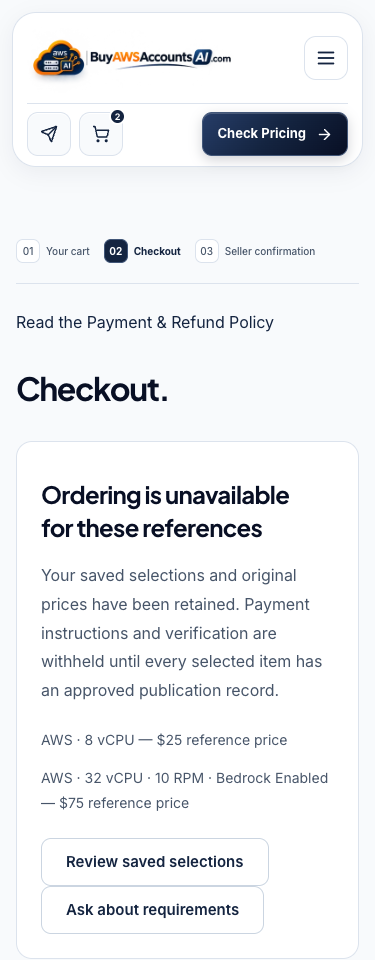 aws
AI
BuyAWSAccountsAI.com
2
Check Pricing
01 Your cart 02 Checkout 03 Seller confirmation
Read the Payment & Refund Policy
Checkout.
Ordering is unavailable
for these references
Your saved selections and original
prices have been retained. Payment
instructions and verification are
withheld until every selected item has
an approved publication record.
AWS · 8 vCPU — $25 reference price
AWS · 32 vCPU · 10 RPM · Bedrock Enabled
— $75 reference price
Review saved selections
Ask about requirements